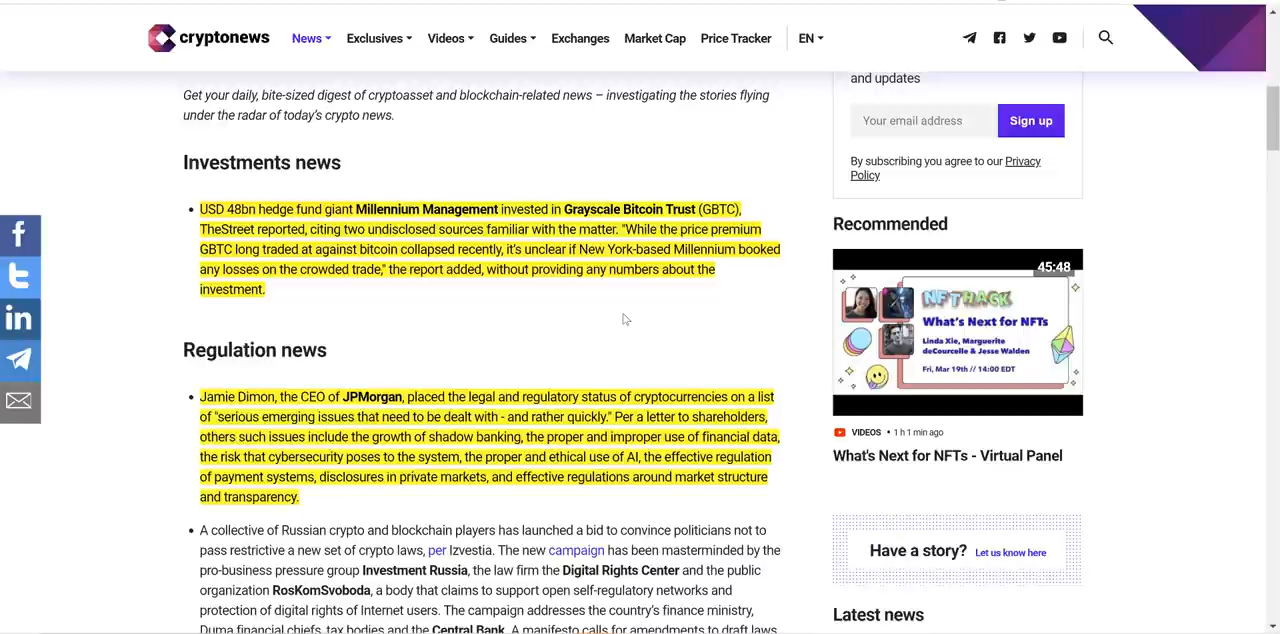 cryptonews
News
Exclusives
Videos
Guides
Exchanges
Market Cap
Price Tracker
EN
Get your daily, bite-sized digest of cryptoasset and blockchain-related news – investigating the stories flying
under the radar of today's crypto news.
Investments news
• USD 48bn hedge fund giant Millennium Management invested in Grayscale Bitcoin Trust (GBTC),
TheStreet reported, citing two undisclosed sources familiar with the matter. "While the price premium
GBTC long traded at against bitcoin collapsed recently, it's unclear if New York-based Millennium booked
any losses on the crowded trade," the report added, without providing any numbers about the
investment.
Regulation news
• Jamie Dimon, the CEO of JPMorgan, placed the legal and regulatory status of cryptocurrencies on a list
of "serious emerging issues that need to be dealt with - and rather quickly." Per a letter to shareholders,
others such issues include the growth of shadow banking, the proper and improper use of financial data,
the risk that cybersecurity poses to the system, the proper and ethical use of AI, the effective regulation
of payment systems, disclosures in private markets, and effective regulations around market structure
and transparency.
• A collective of Russian crypto and blockchain players has launched a bid to convince politicians not to
pass restrictive a new set of crypto laws, per Izvestia. The new campaign has been masterminded by the
pro-business pressure group Investment Russia, the law firm the Digital Rights Center and the public
organization RosKomSvoboda, a body that claims to support open self-regulatory networks and
protection of digital rights of Internet users. The campaign addresses the country's finance ministry,
Duma financial chiefs, tax bodies and the Central Bank. A manifesto calls for amendments to draft laws
and updates
Your email address
Sign up
By subscribing you agree to our Privacy
Policy
Recommended
45:48
NFTHACK
What's Next for NFTs
Linda Xie, Marguerite
deCourcelle & Jesse Walden
Fri, Mar 19th // 14:00 EDT
VIDEOS • 1 h 1 min ago
What's Next for NFTs - Virtual Panel
Have a story? Let us know here
Latest news